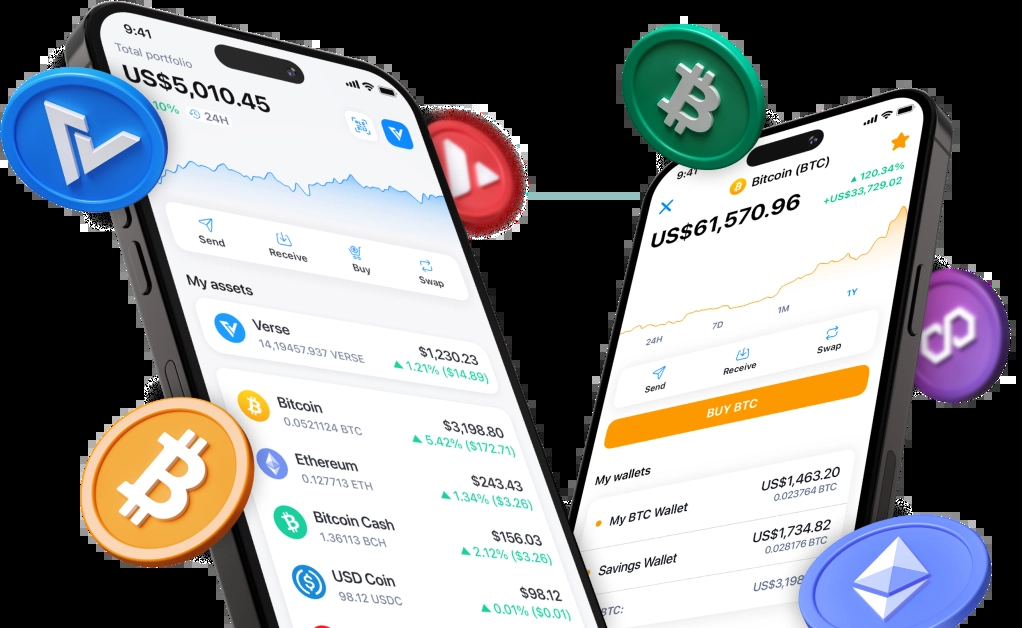 9:41
Total portfolio
US$5,010.45
10% 24H
Send
Receive
Buy
Swap
My assets
Verse
14,19457.937 VERSE
$1,230.23
▲ 1.21% ($14.89)
Bitcoin
0.0521124 BTC
$3,198.80
▲ 5.42% ($172.71)
Ethereum
0.127713 ETH
$243.43
▲ 1.34% ($3.26)
Bitcoin Cash
1.36113 BCH
$156.03
▲ 2.12% ($3.26)
USD Coin
98.12 USDC
$98.12
▲ 0.01% ($0.01)
9:41
Bitcoin (BTC)
US$61,570.96
▲ 120.34%
+US$33,729.02
24H
7D
1M
1Y
Send
Receive
Swap
BUY BTC
My wallets
My BTC Wallet
US$1,463.20
0.023764 BTC
Savings Wallet
US$1,734.82
0.028176 BTC
BTC:
US$3,198